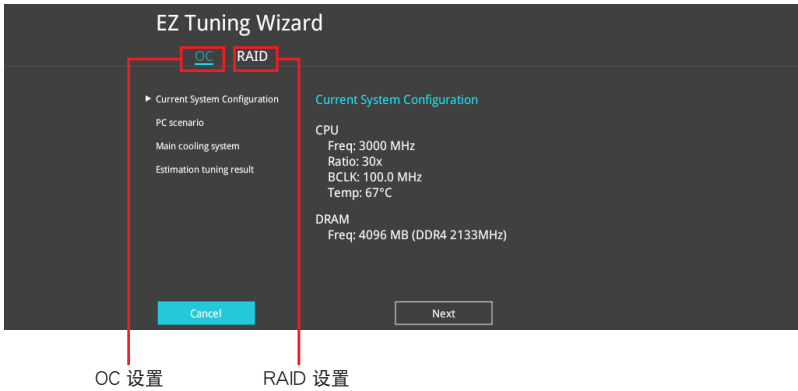 EZ Tuning Wizard
OC RAID
Current System Configuration
PC scenario
Main cooling system
Estimation tuning result
Current System Configuration
CPU
Freq: 3000 MHz
Ratio: 30x
BCLK: 100.0 MHz
Temp: 67°C
DRAM
Freq: 4096 MB (DDR4 2133MHz)
Cancel Next
OC 设置 RAID 设置